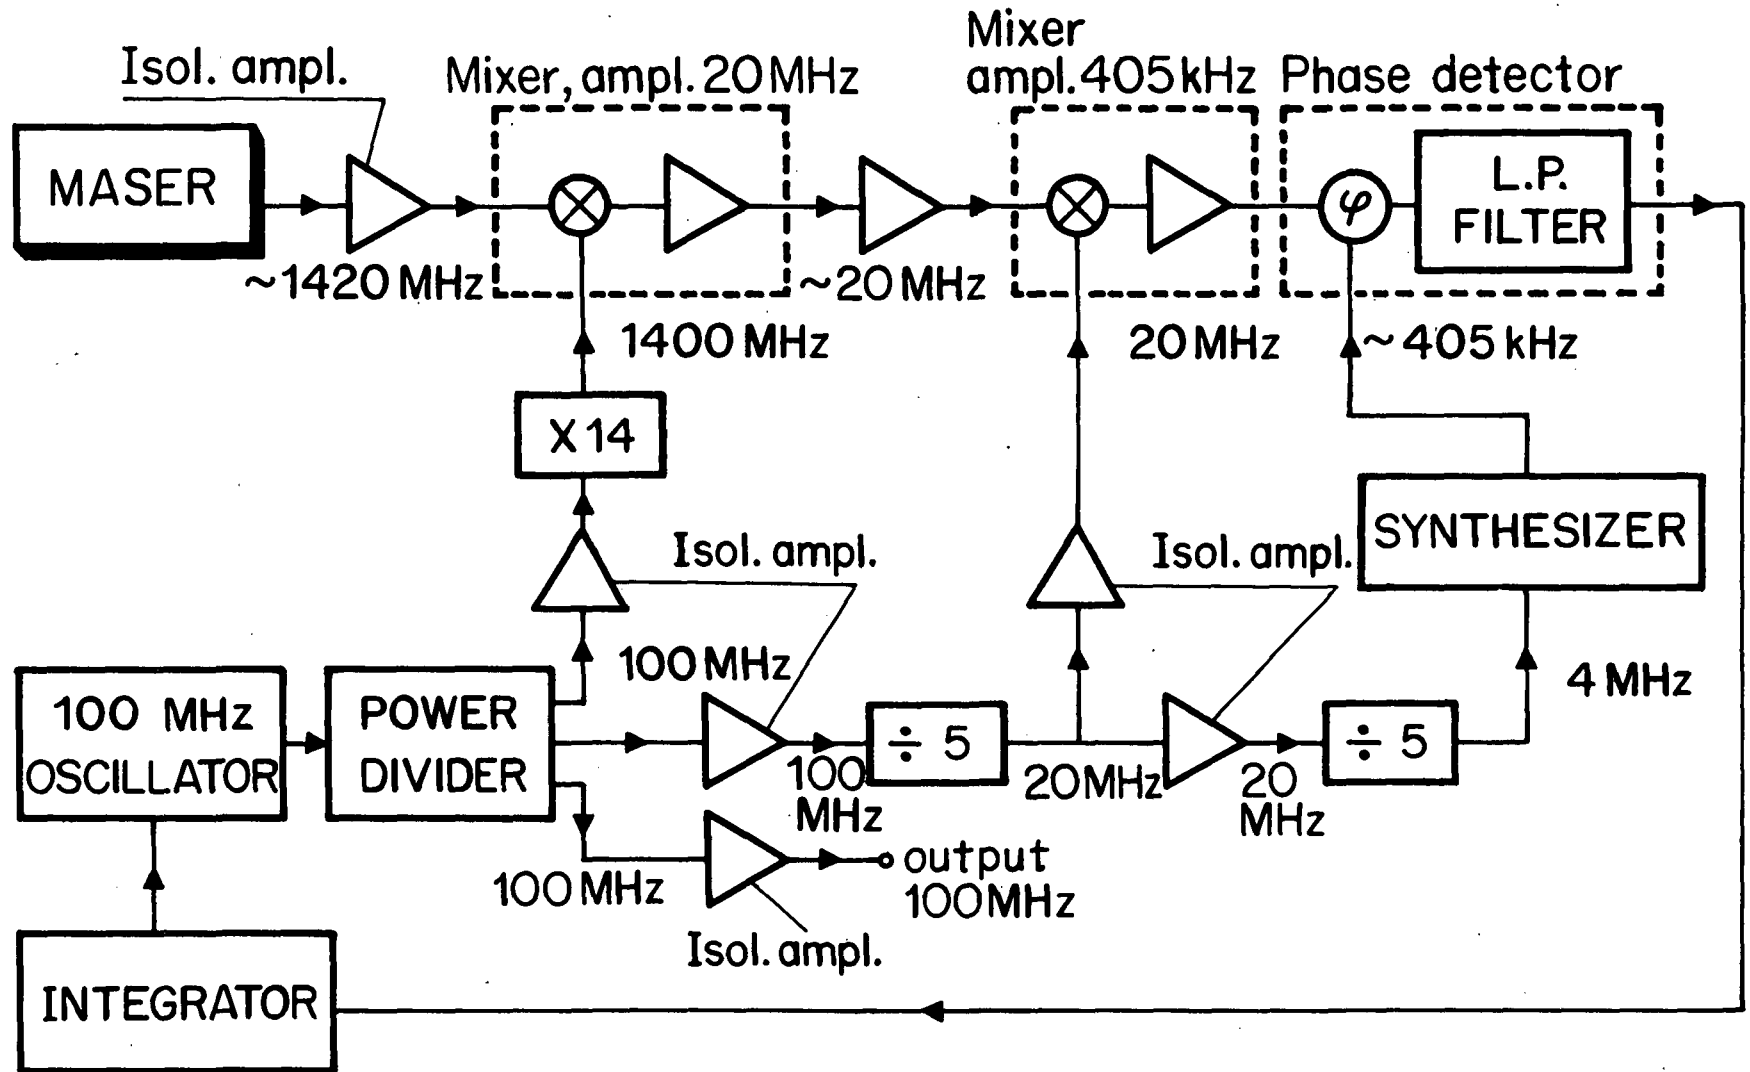 Isol. ampl.
Mixer, ampl. 20 MHz
Mixer
ampl. 405 kHz
Phase detector
MASER
L.P.
FILTER
φ
~1420 MHz
~20 MHz
1400 MHz
20 MHz
~405 kHz
X 14
SYNTHESIZER
Isol. ampl.
Isol. ampl.
100 MHz
4 MHz
100 MHz
OSCILLATOR
POWER
DIVIDER
÷ 5
÷ 5
100
MHz
20 MHz
20
MHz
100 MHz
output
100 MHz
Isol. ampl.
INTEGRATOR